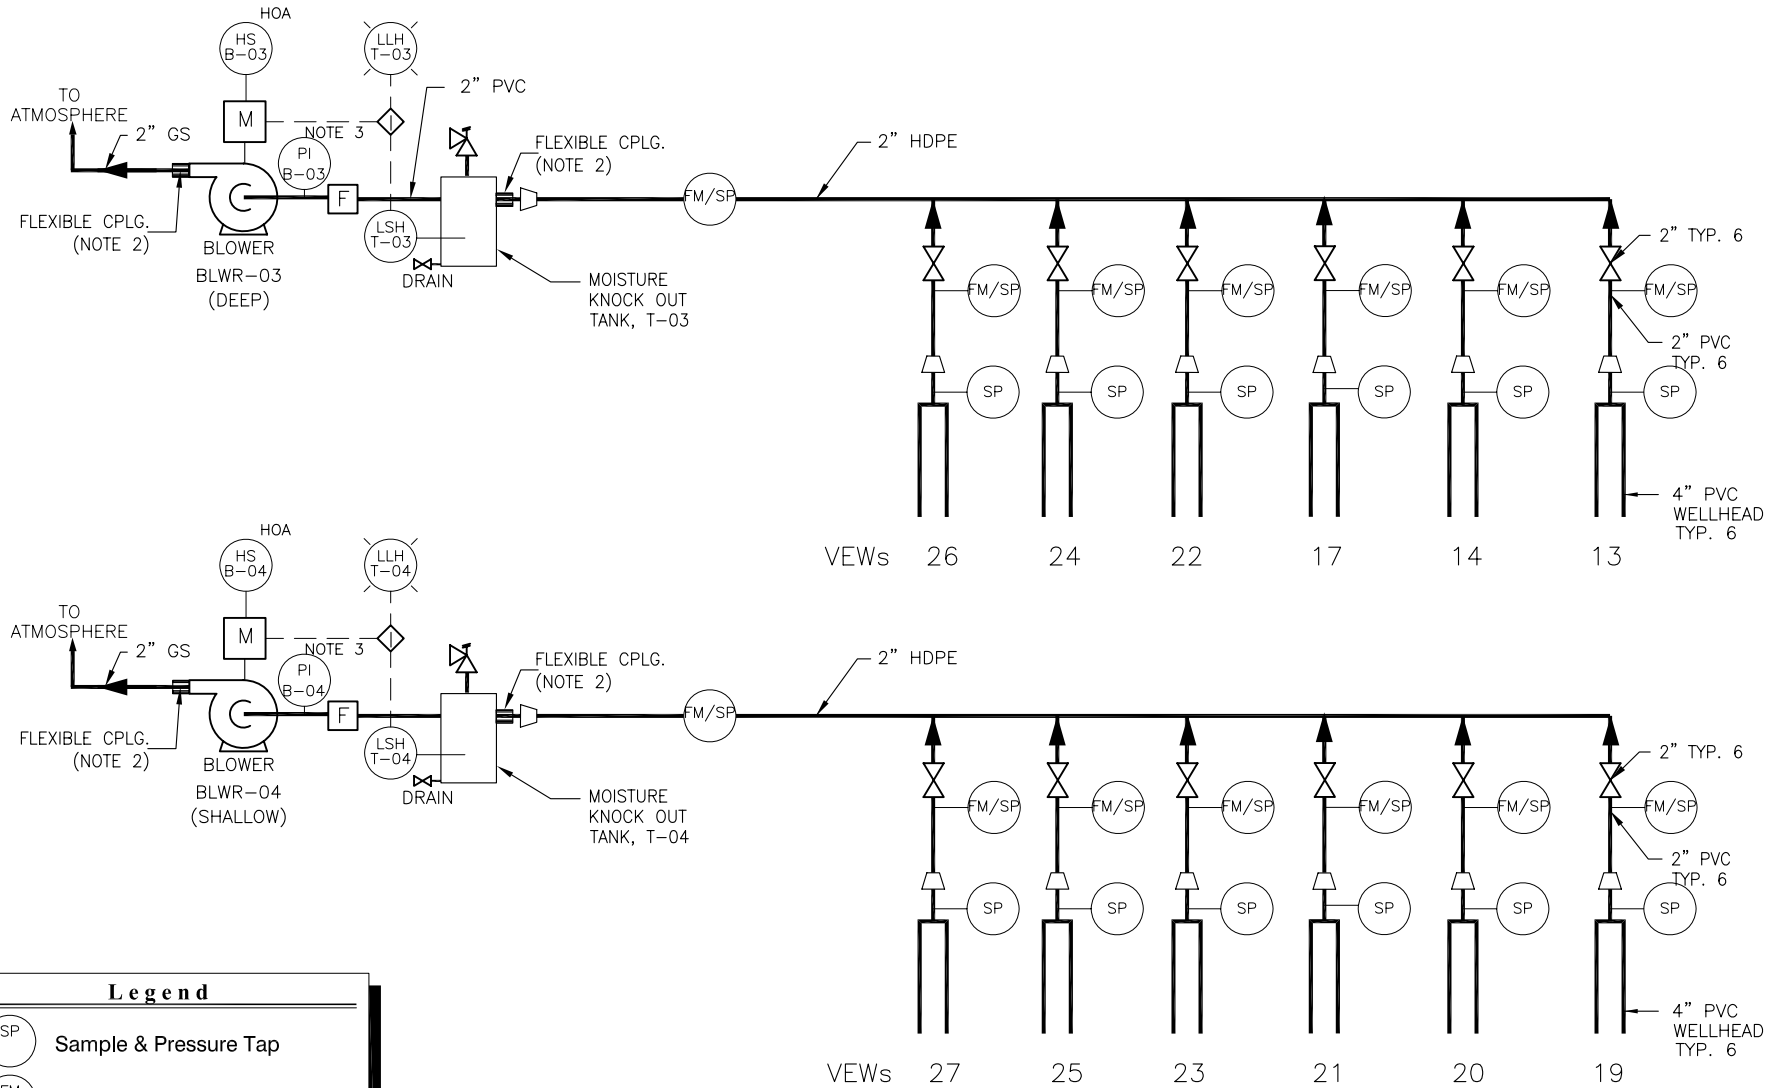 HOA
HS
B-03
LLH
T-03
2” PVC
TO
ATMOSPHERE
2” GS
M
NOTE 3
PI
B-03
F
FLEXIBLE CPLG.
(NOTE 2)
2” HDPE
FM/SP
FLEXIBLE CPLG.
(NOTE 2)
LSH
T-03
BLOWER
BLWR-03
(DEEP)
DRAIN
MOISTURE
KNOCK OUT
TANK, T-03
2” TYP. 6
FM/SP
FM/SP
FM/SP
FM/SP
FM/SP
FM/SP
2” PVC
TYP. 6
SP
SP
SP
SP
SP
SP
4” PVC
WELLHEAD
TYP. 6
VEWs 26 24 22 17 14 13
HOA
HS
B-04
LLH
T-04
TO
ATMOSPHERE
2” GS
M
NOTE 3
PI
B-04
F
FLEXIBLE CPLG.
(NOTE 2)
2” HDPE
FM/SP
FLEXIBLE CPLG.
(NOTE 2)
LSH
T-04
BLOWER
BLWR-04
(SHALLOW)
DRAIN
MOISTURE
KNOCK OUT
TANK, T-04
2” TYP. 6
FM/SP
FM/SP
FM/SP
FM/SP
FM/SP
FM/SP
2” PVC
TYP. 6
SP
SP
SP
SP
SP
SP
4” PVC
WELLHEAD
TYP. 6
VEWs 27 25 23 21 20 19
Legend
SP
Sample & Pressure Tap